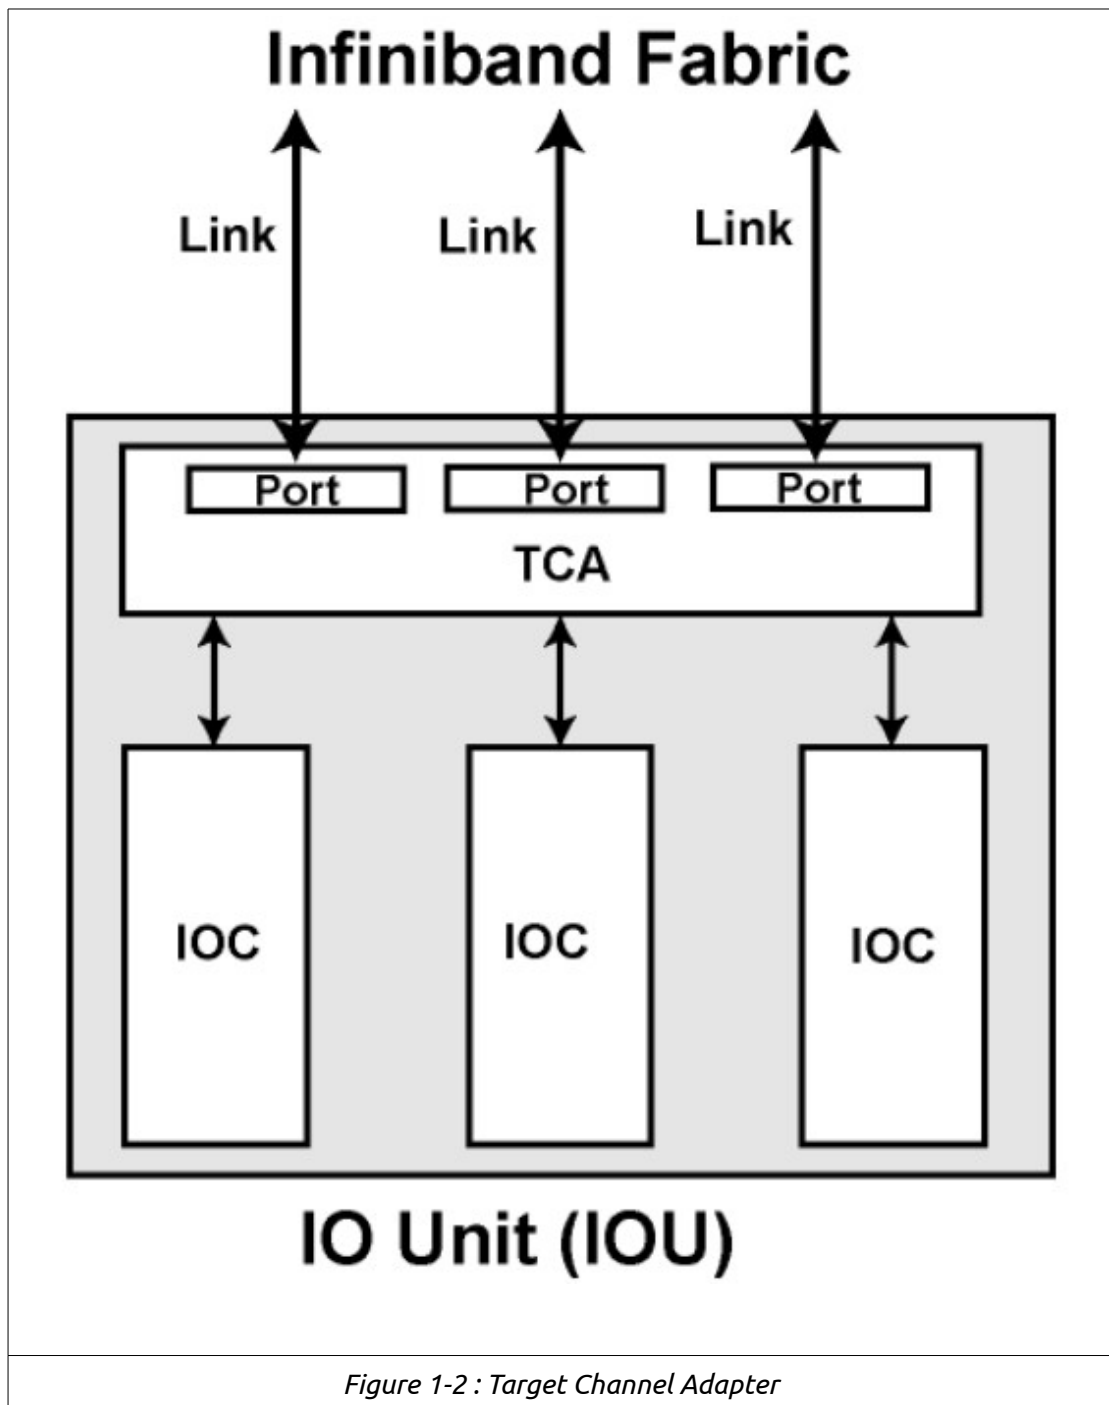 Infiniband Fabric
Link Link Link
Port Port Port
TCA
IOC IOC IOC
IO Unit (IOU)
Figure 1-2 : Target Channel Adapter